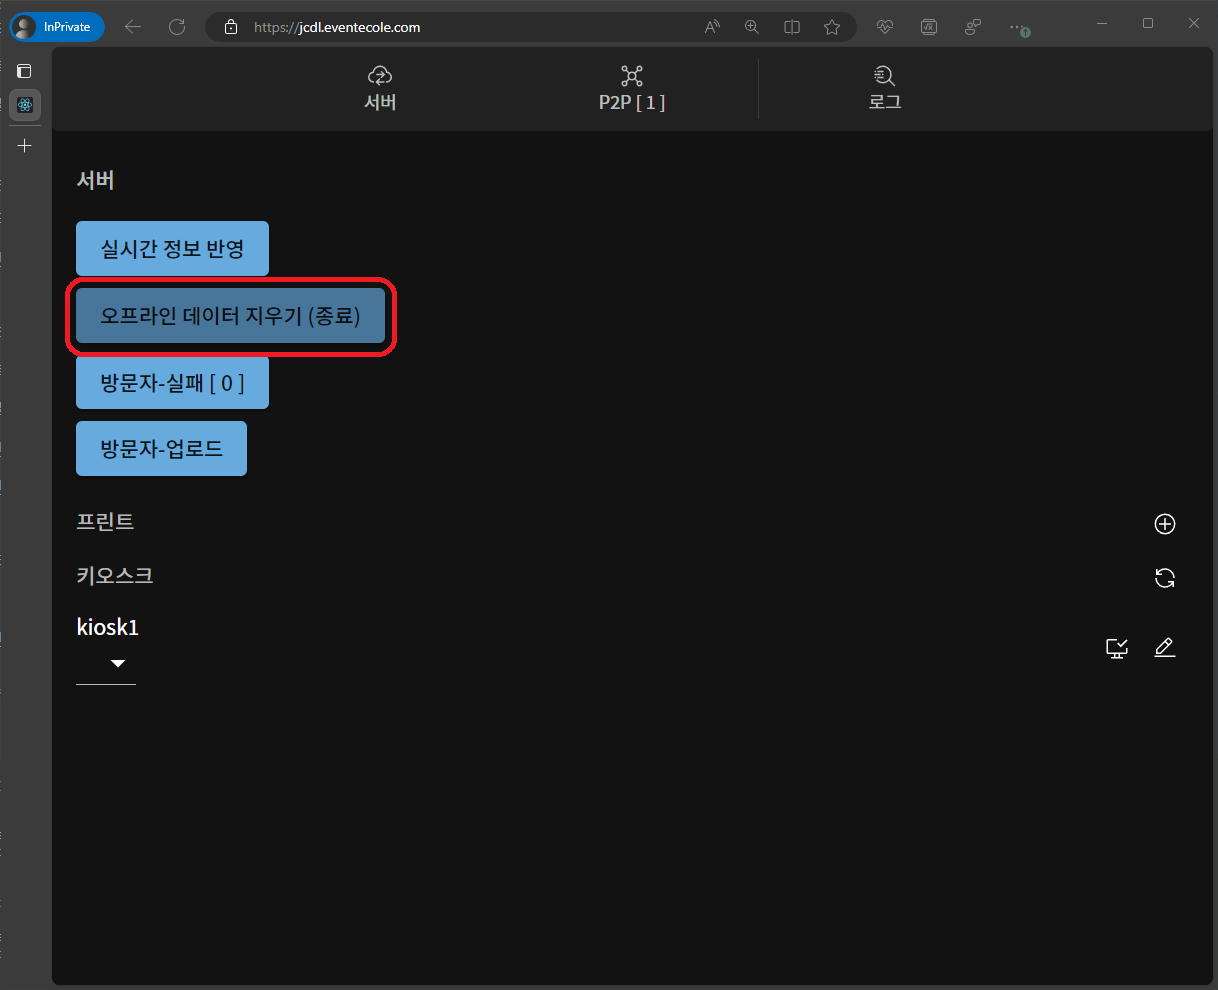 InPrivate
https://jcdl.eventecole.com
서버
P2P [ 1 ]
로그
서버
실시간 정보 반영
오프라인 데이터 지우기 (종료)
방문자-실패 [ 0 ]
방문자-업로드
프린트
키오스크
kiosk1